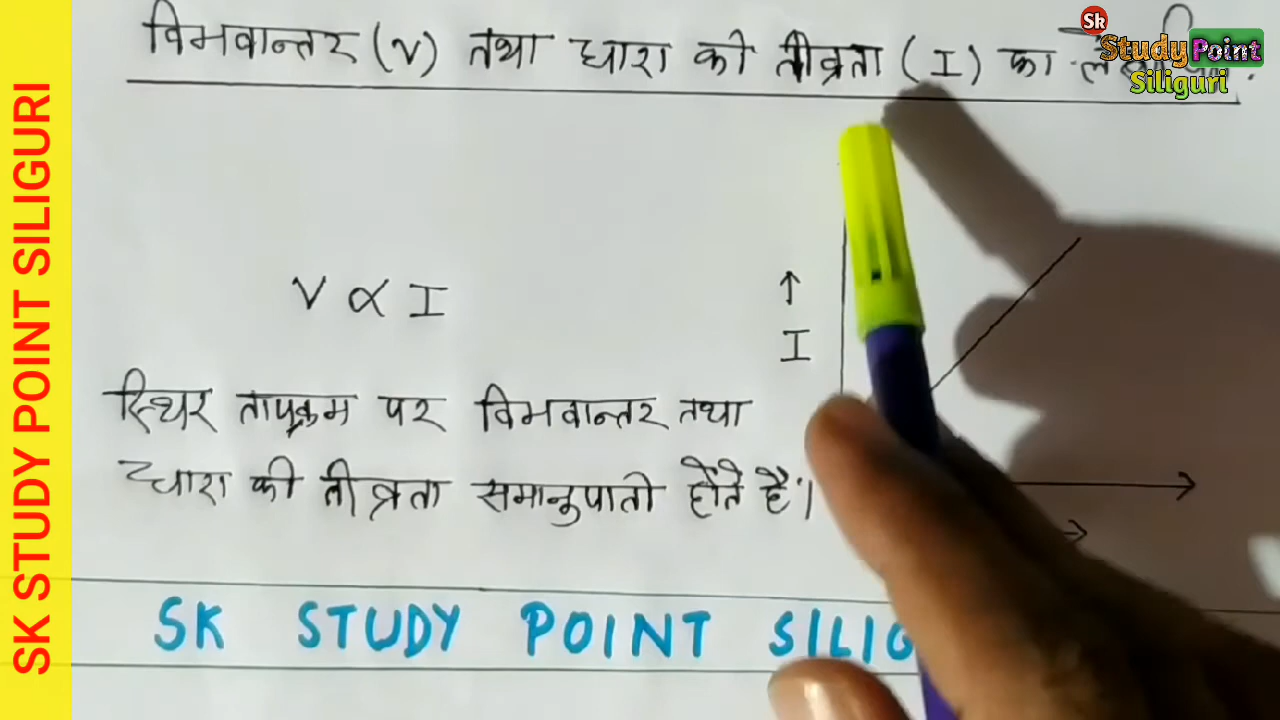 विभवान्तर (V) तथा धारा की तीव्रता (I) का
Sk
Study Point
Siliguri
SK STUDY POINT SILIGURI
V ∝ I
↑
I
स्थिर तापक्रम पर विभवान्तर तथा
धारा की तीव्रता समानुपाती होते हैं।
SK STUDY POINT SILIG